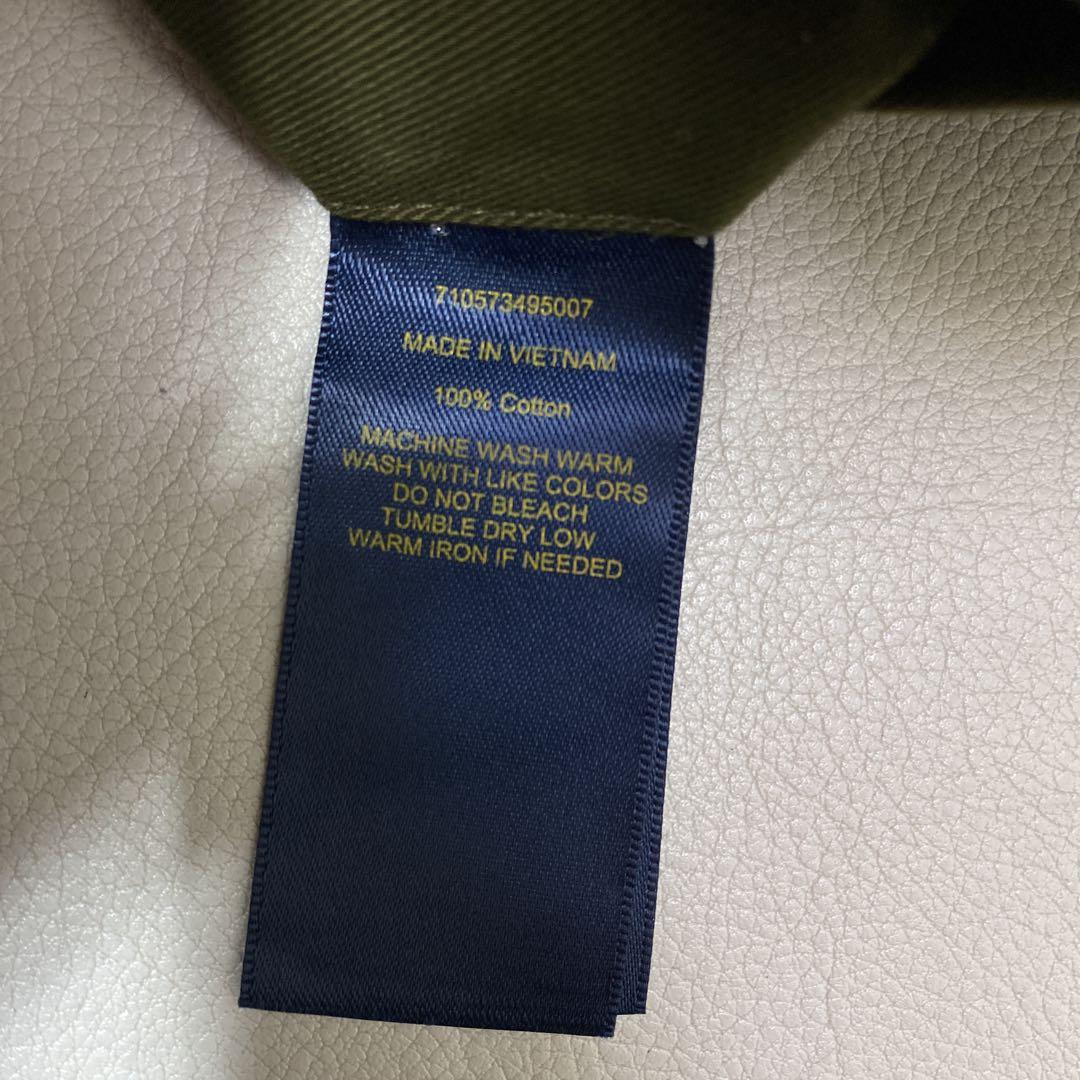 710573495007
MADE IN VIETNAM
100% Cotton
MACHINE WASH WARM
WASH WITH LIKE COLORS
DO NOT BLEACH
TUMBLE DRY LOW
WARM IRON IF NEEDED